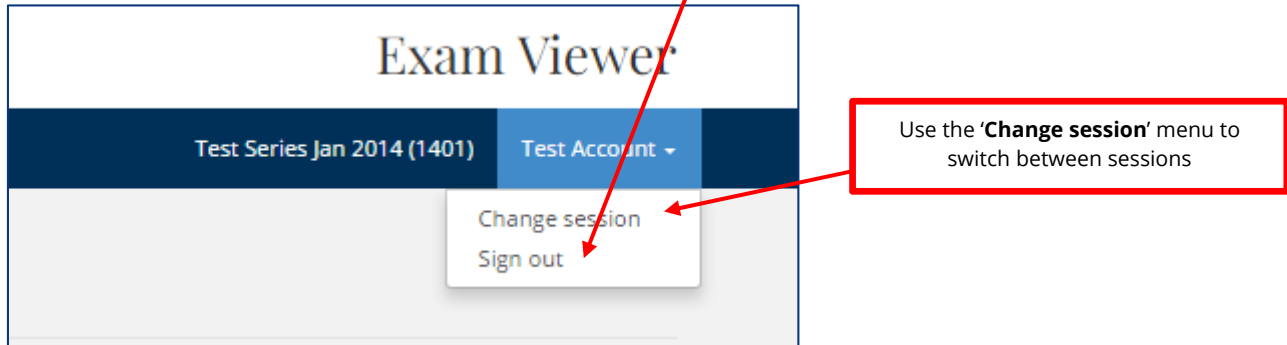 Exam Viewer
Test Series Jan 2014 (1401)
Test Account
Change session
Sign out
Use the ‘Change session’ menu to
switch between sessions